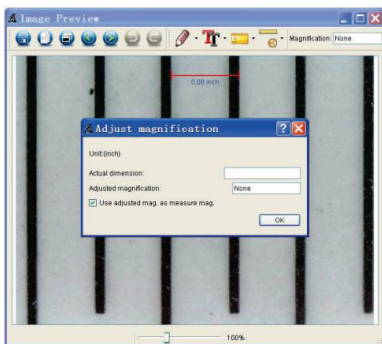 Image Preview
Magnification: None
0.08 inch
Adjust magnification
Unit:(inch)
Actual dimension:
Adjusted magnification: None
Use adjusted mag. as measure mag.
OK
100%